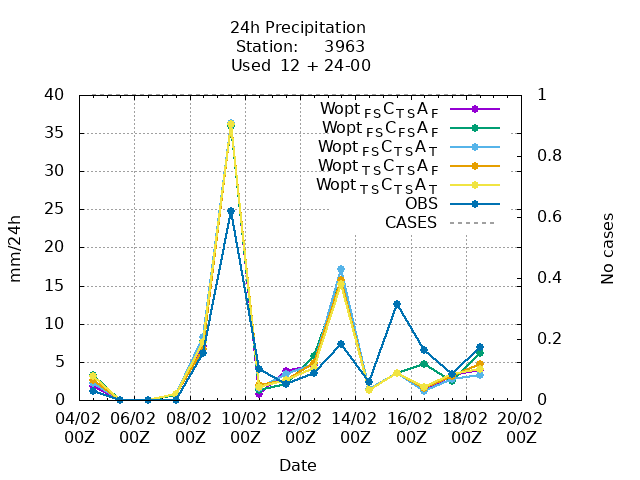 24h Precipitation
Station: 3963
Used 12 + 24-00
40 1
35
30 0.8
25
20 0.6
15 0.4
10
5 0.2
0 0
mm/24h
No cases
Wopt FS C TS A F
Wopt FS C FS A F
Wopt FS C TS A T
Wopt TS C TS A F
Wopt TS C TS A T
OBS
CASES
04/02 06/02 08/02 10/02 12/02 14/02 16/02 18/02 20/02
00Z 00Z 00Z 00Z 00Z 00Z 00Z 00Z 00Z
Date